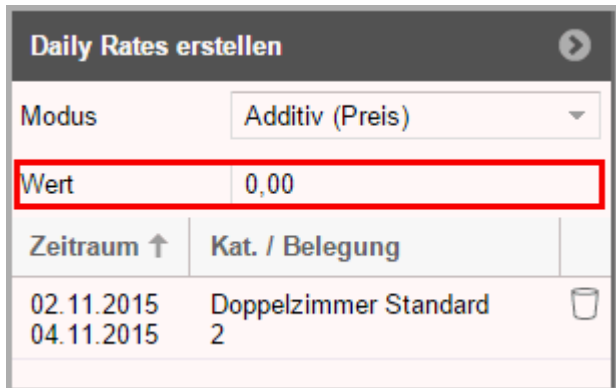 Daily Rates erstellen
Modus Additiv (Preis)
Wert 0,00
Zeitraum ↑ Kat. / Belegung
02.11.2015 Doppelzimmer Standard
04.11.2015 2